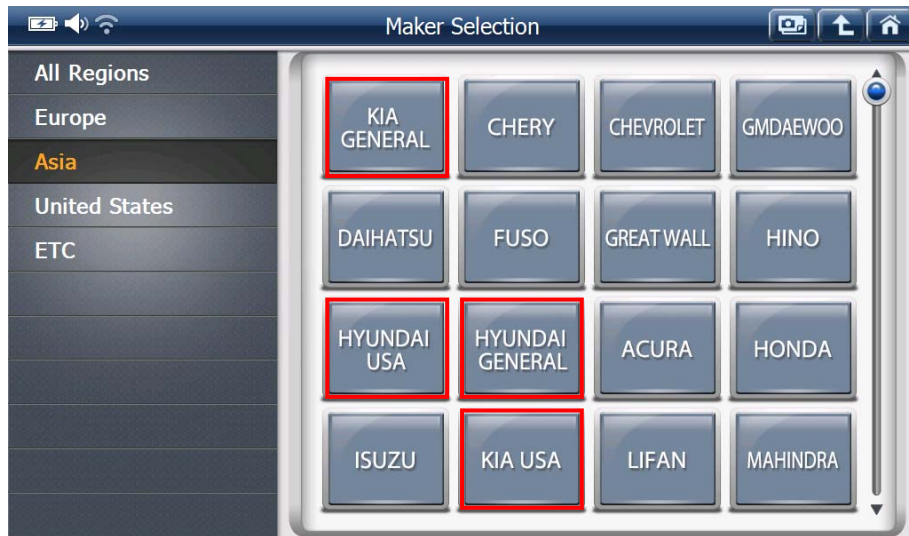 Maker Selection
All Regions
Europe
Asia
United States
ETC
KIA
GENERAL
CHERY
CHEVROLET
GMDAEWOO
DAIHATSU
FUSO
GREAT WALL
HINO
HYUNDAI
USA
HYUNDAI
GENERAL
ACURA
HONDA
ISUZU
KIA USA
LIFAN
MAHINDRA